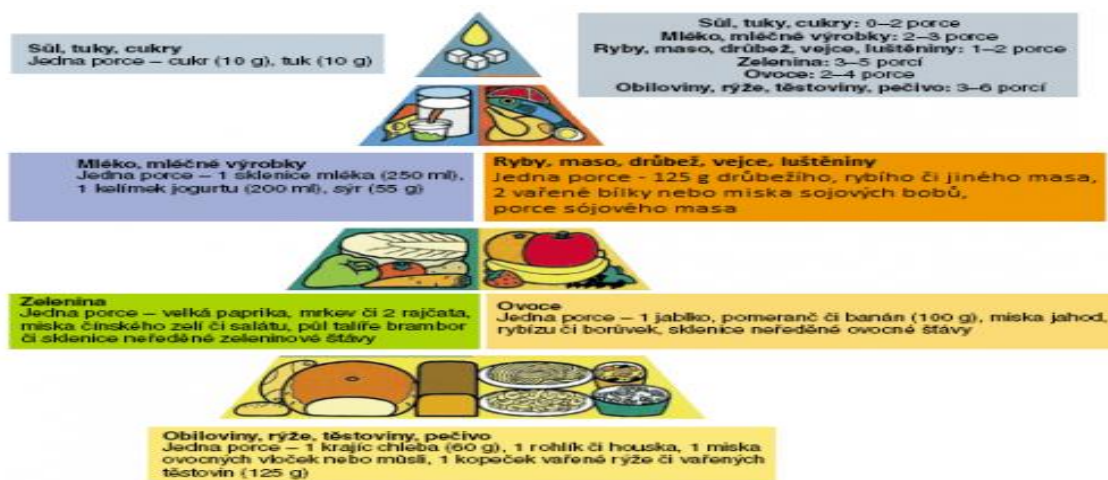 Sůl, tuky, cukry
Jedna porce – cukr (10 g), tuk (10 g)
Sůl, tuky, cukry: 0–2 porce
Mléko, mléčné výrobky: 2–3 porce
Ryby, maso, drůbež, vejce, luštěniny: 1–2 porce
Zelenina: 3–5 porcí
Ovoce: 2–4 porce
Obiloviny, rýže, těstoviny, pečivo: 3–6 porcí
Mléko, mléčné výrobky
Jedna porce – 1 sklenice mléka (250 ml),
1 kelímek jogurtu (200 ml), sýr (55 g)
Ryby, maso, drůbež, vejce, luštěniny
Jedna porce - 125 g drůbežího, rybího či jiného masa,
2 vařené bílky nebo miska sojových bobů,
porce sójového masa
Zelenina
Jedna porce – velká paprika, mrkev či 2 rajčata,
miska čínského zelí či salátu, půl talíře brambor
či sklenice neředěné zeleninové šťávy
Ovoce
Jedna porce – 1 jablko, pomeranč či banán (100 g), miska jahod,
rybízu či borůvek, sklenice neředěné ovocné šťávy
Obiloviny, rýže, těstoviny, pečivo
Jedna porce – 1 krajíc chleba (60 g), 1 rohlík či houska, 1 miska
ovocných vloček nebo müsli, 1 kopeček vařené rýže či vařených
těstovin (125 g)